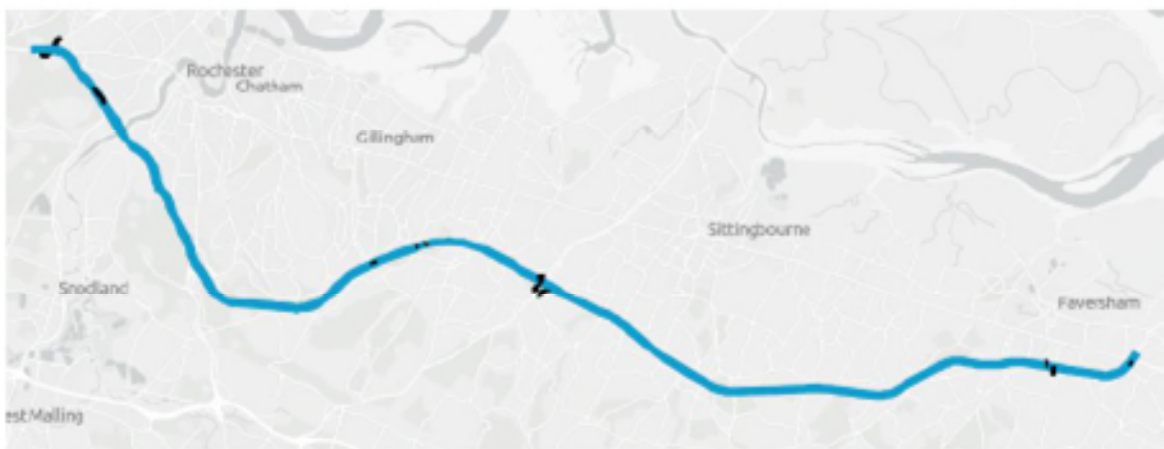 Rochester
Chatham
Gillingham
Sittingbourne
Snodland
Faversham
est Malling